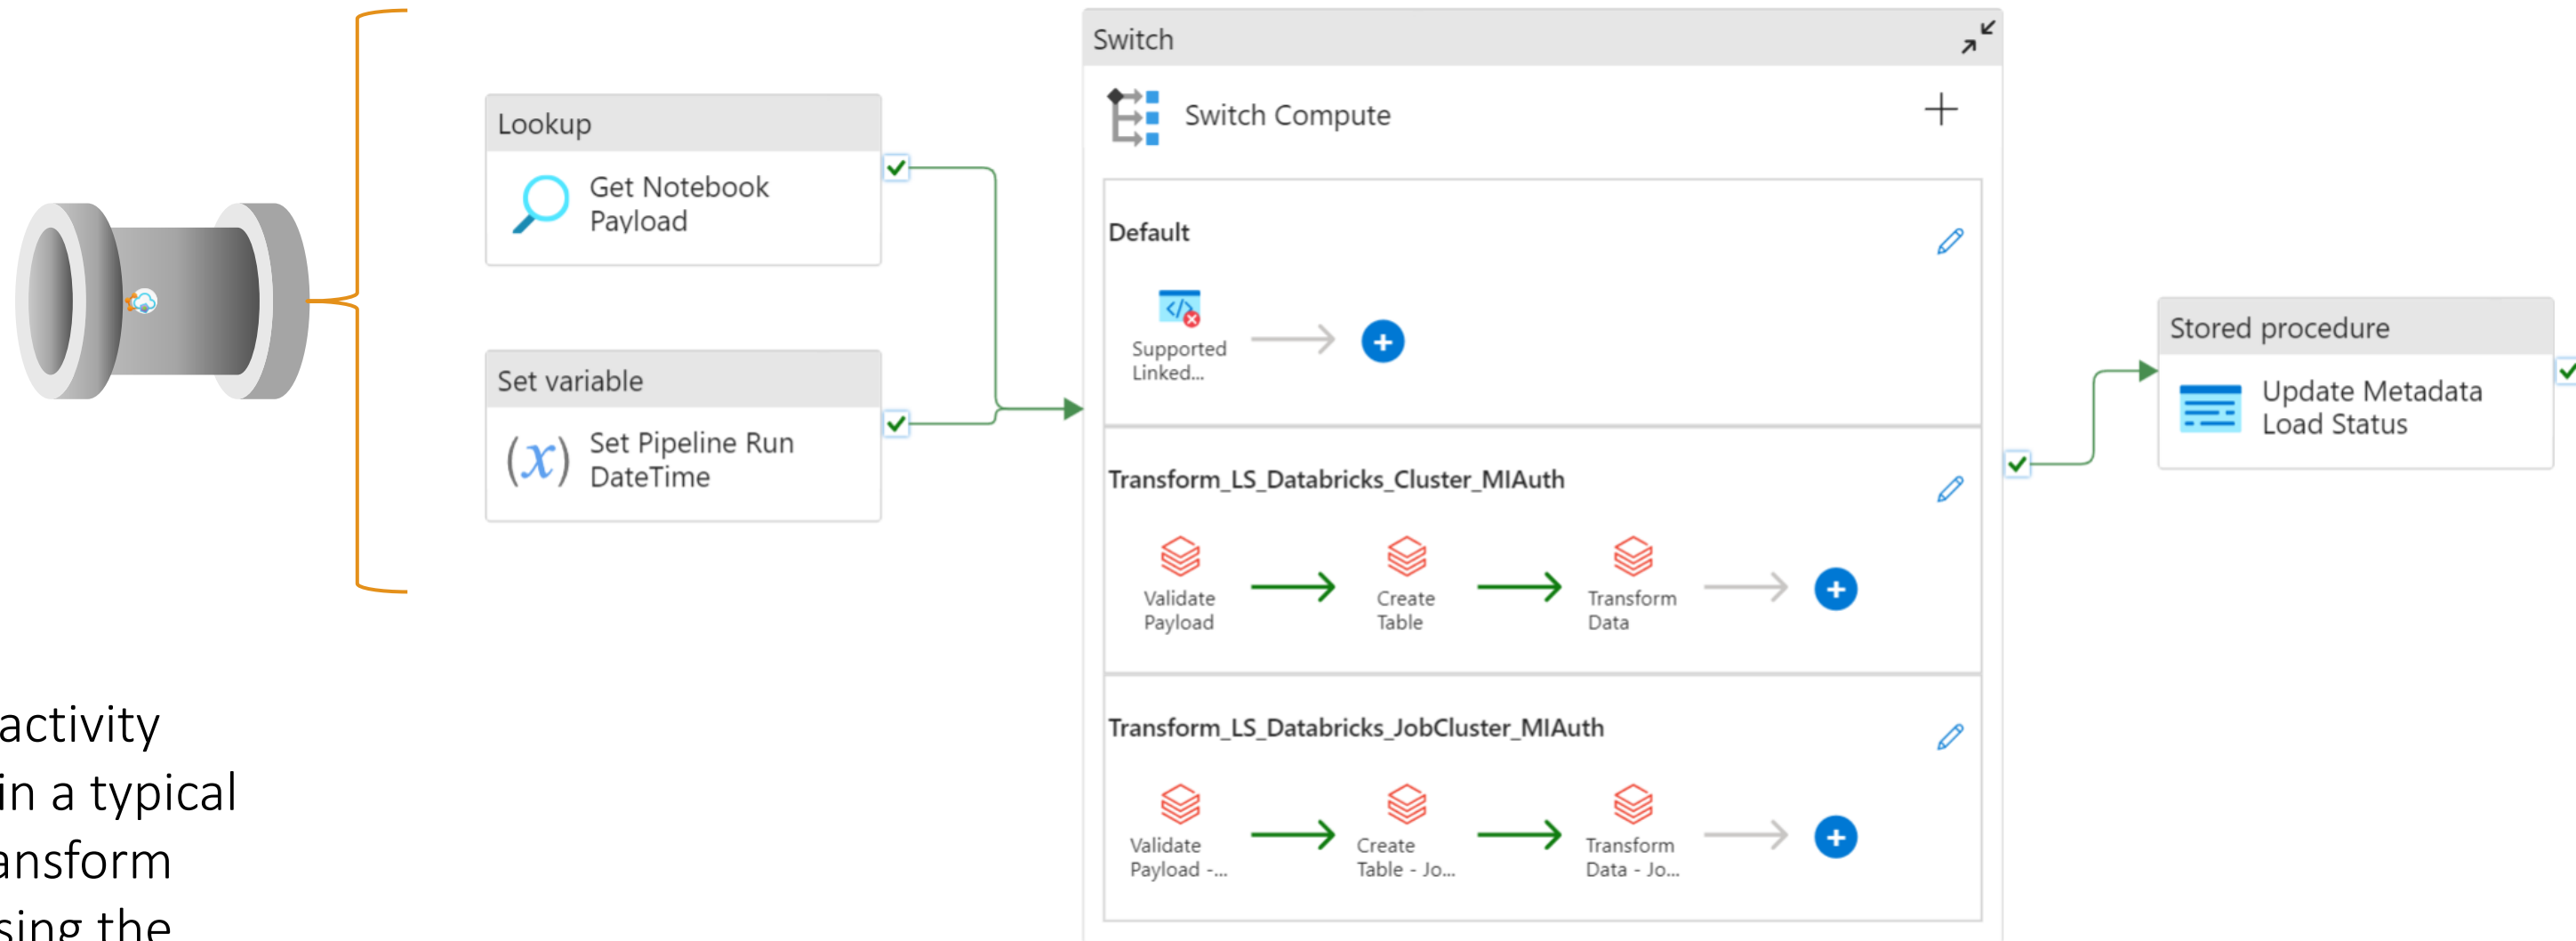 Lookup
Get Notebook
Payload
Set variable
(x)
Set Pipeline Run
DateTime
Switch
Switch Compute
Default
</>
Supported
Linked...
Transform_LS_Databricks_Cluster_MIAuth
Validate
Payload
Create
Table
Transform
Data
Transform_LS_Databricks_JobCluster_MIAuth
Validate
Payload -...
Create
Table - Jo...
Transform
Data - Jo...
Stored procedure
Update Metadata
Load Status
activity
in a typical
ansform
sing the